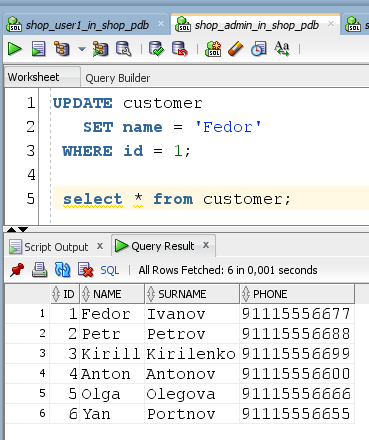 shop_user1_in_shop_pdb
shop_admin_in_shop_pdb
Worksheet Query Builder
1 UPDATE customer
2 SET name = 'Fedor'
3 WHERE id = 1;
4
5 select * from customer;
Script Output x Query Result x
SQL | All Rows Fetched: 6 in 0,001 seconds
ID NAME SURNAME PHONE
1 1 Fedor Ivanov 91115556677
2 2 Petr Petrov 91115556688
3 3 Kirill Kirilenko 91115556699
4 4 Anton Antonov 91115556600
5 5 Olga Olegova 91115556666
6 6 Yan Portnov 91115556655